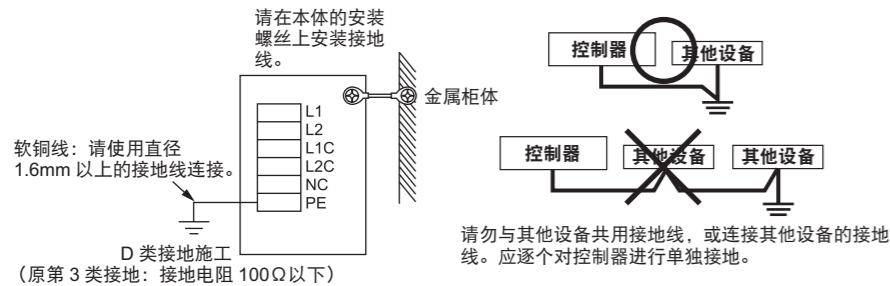 请在本体的安装
螺丝上安装接地
线。
金属柜体
L1
L2
L1C
L2C
NC
PE
软铜线：请使用直径
1.6mm 以上的接地线连接。
D 类接地施工
（原第 3 类接地：接地电阻 100Ω以下）
控制器
其他设备
控制器
其他设备
其他设备
请勿与其他设备共用接地线，或连接其他设备的接地
线。应逐个对控制器进行单独接地。